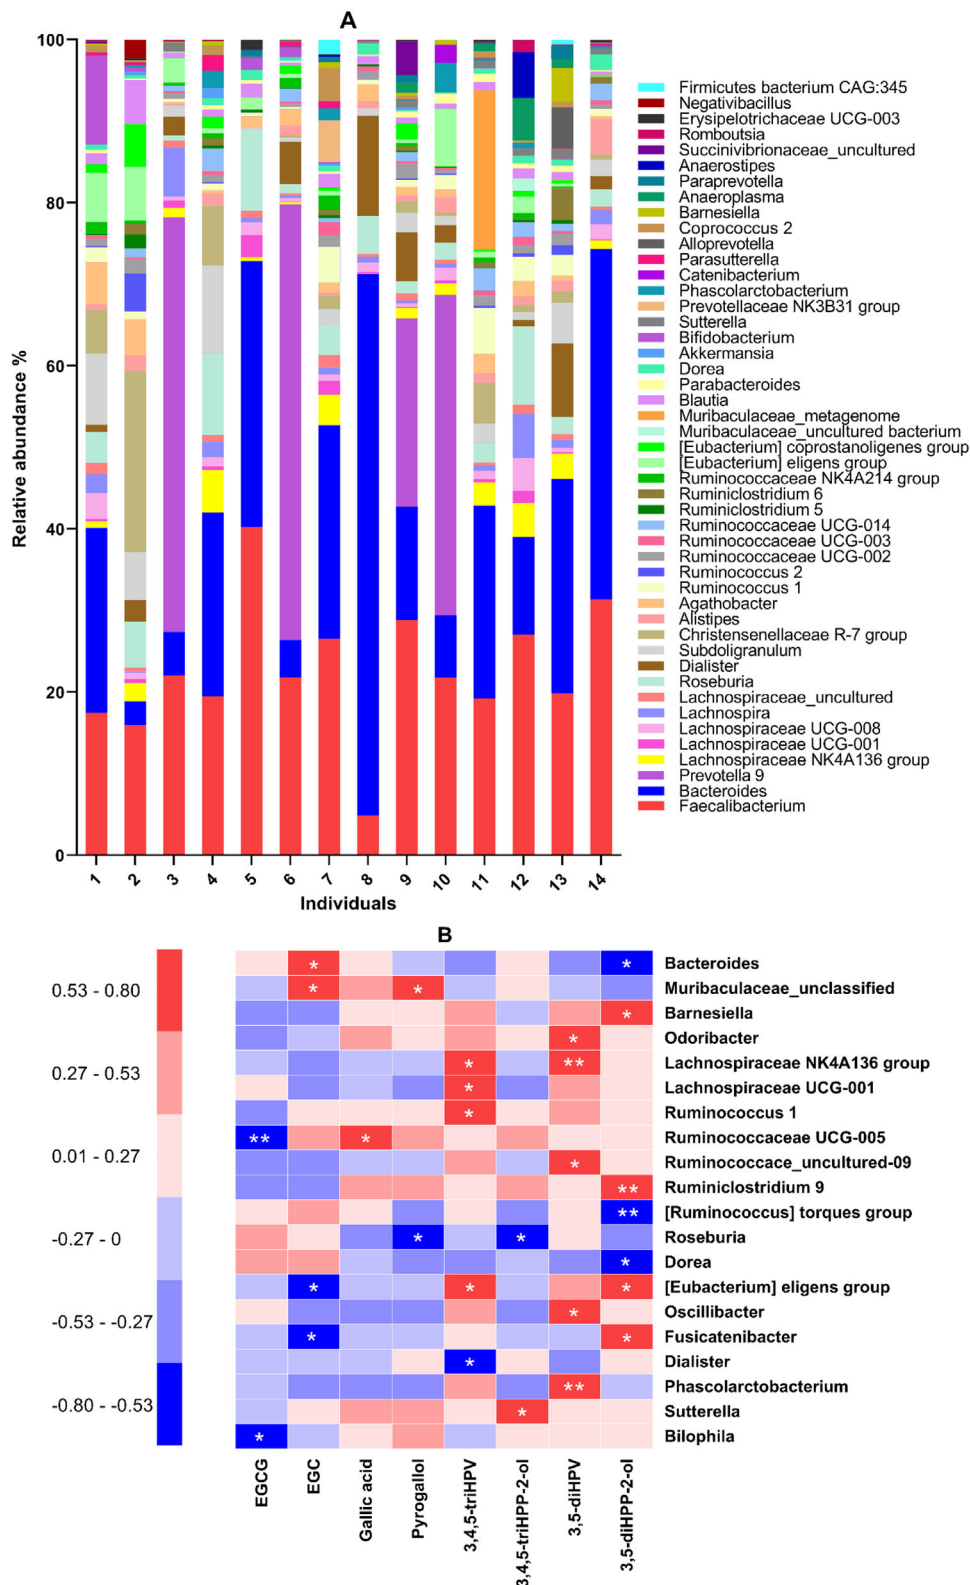 A
100
80
60
40
20
0
Relative abundance %
1 2 3 4 5 6 7 8 9 10 11 12 13 14
Individuals
Firmicutes bacterium CAG:345
Negativibacillus
Erysipelotrichaceae UCG-003
Romboutsia
Succinivibrionaceae_uncultured
Anaerostipes
Paraprevotella
Anaeroplasma
Barnesiella
Coprococcus 2
Alloprevotella
Parasutterella
Catenibacterium
Phascolarctobacterium
Prevotellaceae NK3B31 group
Sutterella
Bifidobacterium
Akkermansia
Dorea
Parabacteroides
Blautia
Muribaculaceae_metagenome
Muribaculaceae_uncultured bacterium
[Eubacterium] coprostanoligenes group
[Eubacterium] eligens group
Ruminococcaceae NK4A214 group
Ruminiclostridium 6
Ruminiclostridium 5
Ruminococcaceae UCG-014
Ruminococcaceae UCG-003
Ruminococcaceae UCG-002
Ruminococcus 2
Ruminococcus 1
Agathobacter
Alistipes
Christensenellaceae R-7 group
Subdoligranulum
Dialister
Roseburia
Lachnospiraceae_uncultured
Lachnospira
Lachnospiraceae UCG-008
Lachnospiraceae UCG-001
Lachnospiraceae NK4A136 group
Prevotella 9
Bacteroides
Faecalibacterium
B
0.53 - 0.80
0.27 - 0.53
0.01 - 0.27
-0.27 - 0
-0.53 - -0.27
-0.80 - -0.53
* * Bacteroides
* * Muribaculaceae_unclassified
* Barnesiella
* Odoribacter
* ** Lachnospiraceae NK4A136 group
* Lachnospiraceae UCG-001
* Ruminococcus 1
** * Ruminococcaceae UCG-005
* Ruminococcace_uncultured-09
** Ruminiclostridium 9
** [Ruminococcus] torques group
* * Roseburia
* Dorea
* * * [Eubacterium] eligens group
* Oscillibacter
* * Fusicatenibacter
* Dialister
** Phascolarctobacterium
* Sutterella
* Bilophila
EGCG
EGC
Gallic acid
Pyrogallol
3,4,5-triHPV
3,4,5-triHPP-2-ol
3,5-diHPV
3,5-diHPP-2-ol